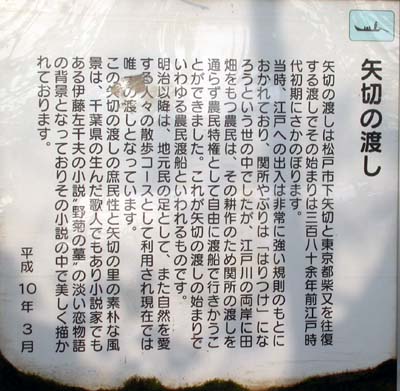 矢切の渡し
矢切の渡しは松戸市下矢切と東京都柴又を往復
する渡しでその始まりは三百八十余年前江戸時
代初期にさかのぼります。
当時、江戸への出入は非常に強い規則のもとに
おかれており、関所やぶりは「はりつけ」にな
ろうという世の中でしたが、江戸川の両岸に田
畑をもつ農民は、その耕作のため関所の渡しを
通らず農民特権として自由に渡船で行きかうこ
とができました。これが矢切の渡しの始まりで
いわゆる農民渡船といわれるものです。
明治以降は、地元民の足として、また自然を愛
する人々の散歩コースとして利用され現在では
唯の渡しとなっています。
この矢切の渡しの庶民性と矢切の里の素朴な風
景は、千葉県の生んだ歌人でもあり小説家でも
ある伊藤左千夫の小説"野菊の墓"の淡い恋物語
の背景となっておりその小説の中で美しく描か
れております。
平成10年3月